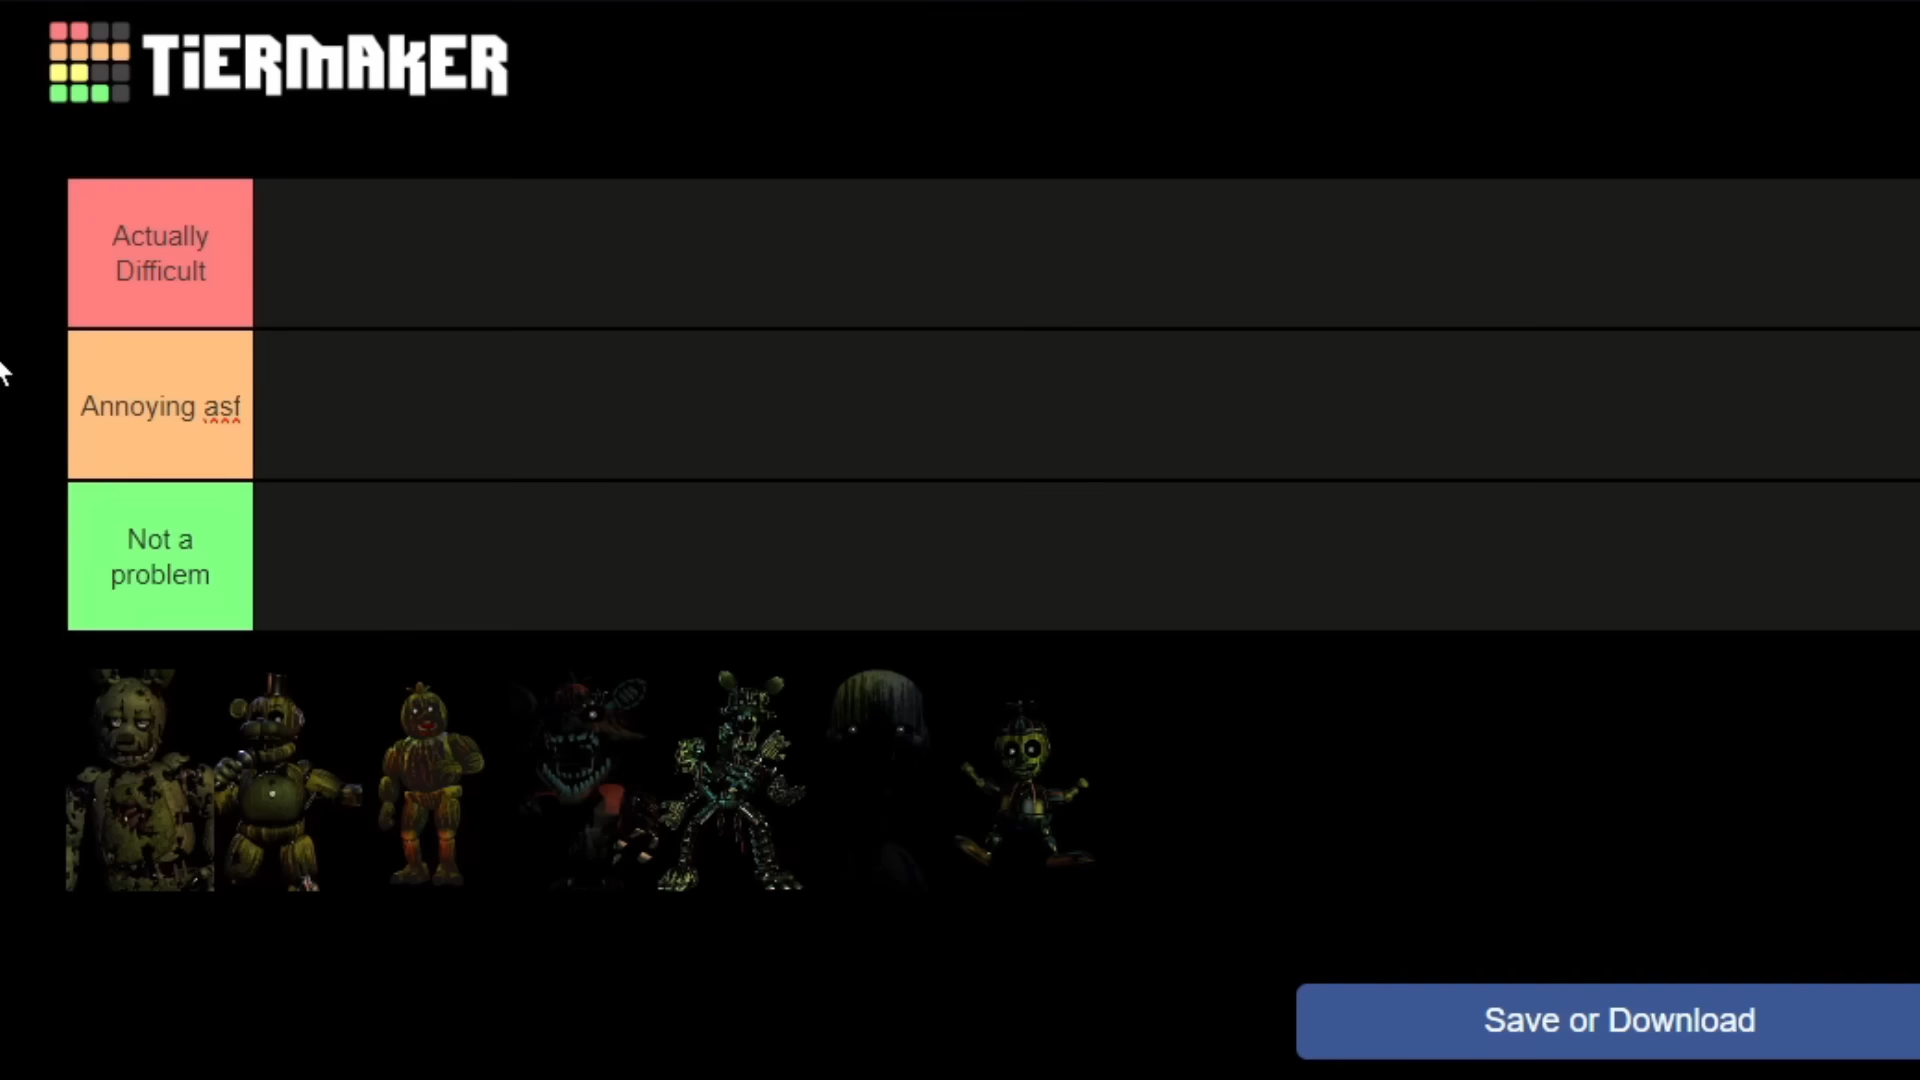 TiERMAKER
Actually
Difficult
Annoying asf
Not a
problem
Save or Download